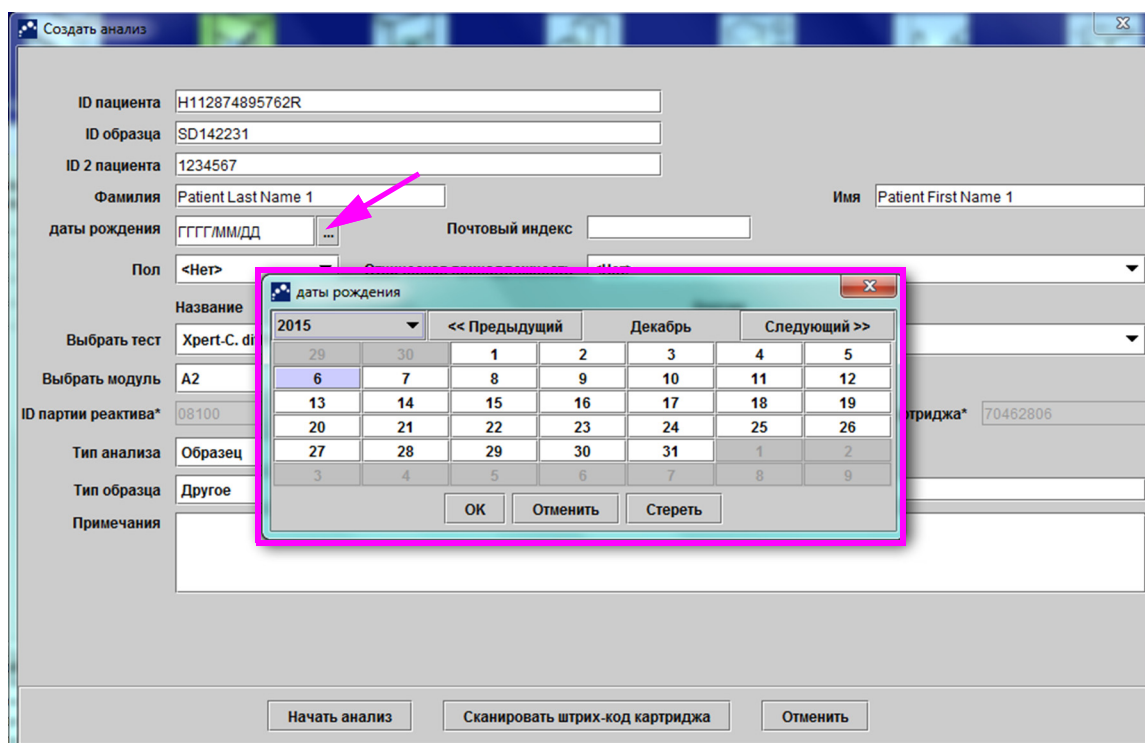 Создать анализ
ID пациента H112874895762R
ID образца SD142231
ID 2 пациента 1234567
Фамилия Patient Last Name 1 Имя Patient First Name 1
даты рождения ГГГГ/ММ/ДД ... Почтовый индекс
Пол <Нет>
даты рождения
Название
2015 << Предыдущий Декабрь Следующий >>
Выбрать тест Xpert-C. di
29 30 1 2 3 4 5
Выбрать модуль A2
6 7 8 9 10 11 12
ID партии реактива* 08100 70462806
13 14 15 16 17 18 19
20 21 22 23 24 25 26
Тип анализа Образец
27 28 29 30 31 1 2
3 4 5 6 7 8 9
Тип образца Другое
OK Отменить Стереть
Примечания
Начать анализ Сканировать штрих-код картриджа Отменить